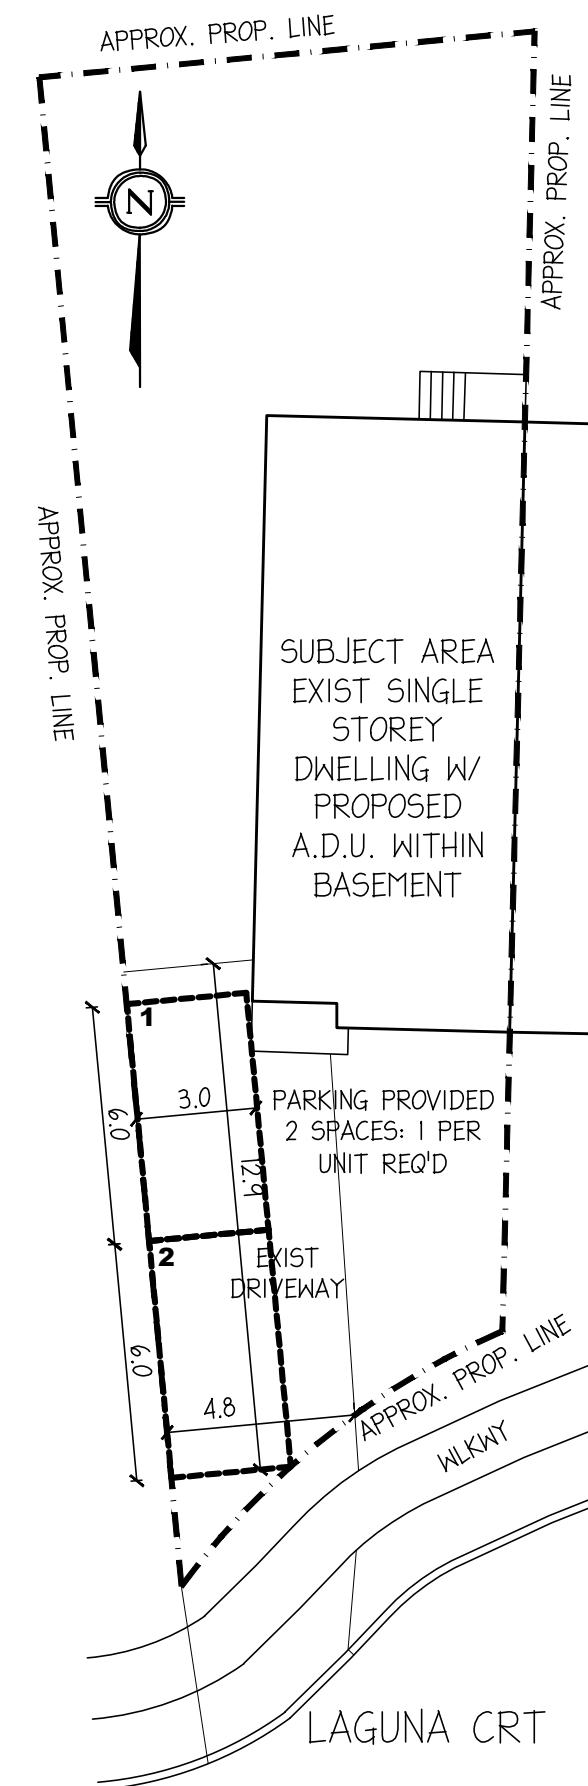 APPROX. PROP. LINE
APPROX. PROP. LINE
N
APPROX. PROP. LINE
SUBJECT AREA
EXIST SINGLE
STOREY
DWELLING W/
PROPOSED
A.D.U. WITHIN
BASEMENT
1
3.0
6.0
PARKING PROVIDED
2 SPACES: 1 PER
UNIT REQ'D
12.9
2
EXIST
DRIVEWAY
6.0
4.8
APPROX. PROP. LINE
WLKWY
LAGUNA CRT